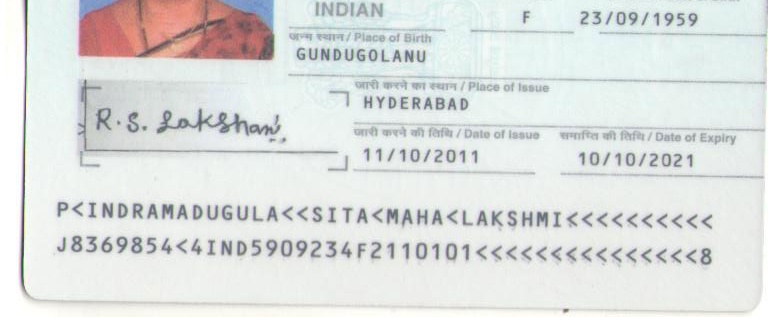 INDIAN F 23/09/1959
जन्म स्थान / Place of Birth
GUNDUGOLANU
जारी करने का स्थान / Place of Issue
HYDERABAD
R.S. Lakshmi
जारी करने की तिथि / Date of Issue समाप्ति की तिथि / Date of Expiry
11/10/2011 10/10/2021
P<INDRAMADUGULA<<SITA<MAHA<LAKSHMI<<<<<<<<<<
J8369854<4IND5909234F2110101<<<<<<<<<<<<<<<8